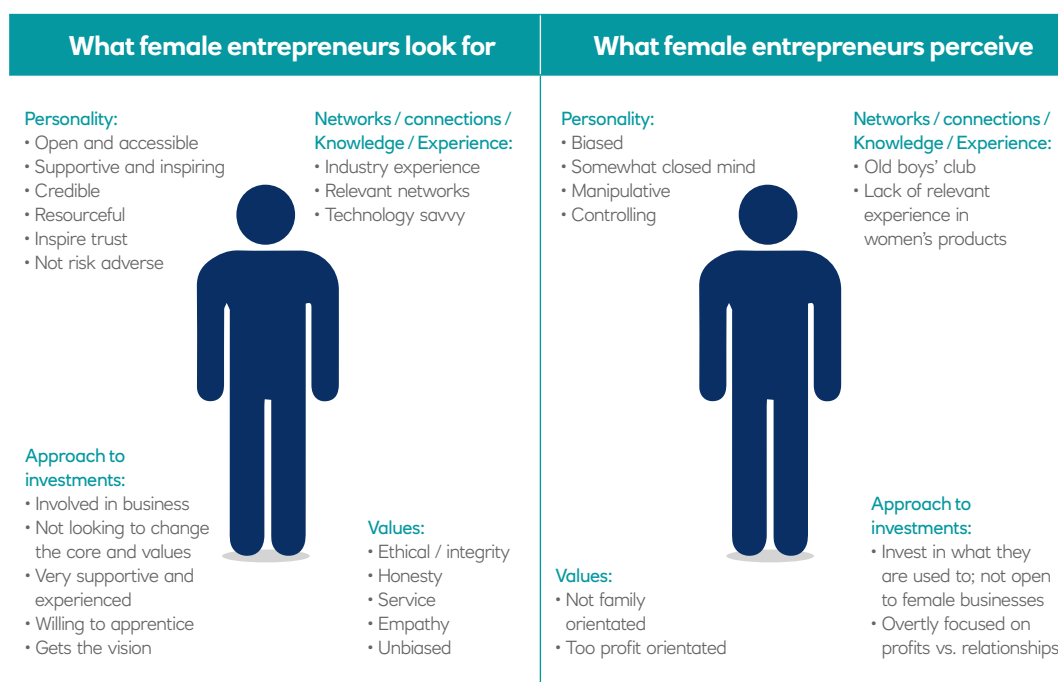 What female entrepreneurs look for
Personality:
• Open and accessible
• Supportive and inspiring
• Credible
• Resourceful
• Inspire trust
• Not risk adverse
Networks / connections /
Knowledge / Experience:
• Industry experience
• Relevant networks
• Technology savvy
Approach to
investments:
• Involved in business
• Not looking to change
the core and values
• Very supportive and
experienced
• Willing to apprentice
• Gets the vision
Values:
• Ethical / integrity
• Honesty
• Service
• Empathy
• Unbiased
What female entrepreneurs perceive
Personality:
• Biased
• Somewhat closed mind
• Manipulative
• Controlling
Networks / connections /
Knowledge / Experience:
• Old boys’ club
• Lack of relevant
experience in
women’s products
Values:
• Not family
orientated
• Too profit orientated
Approach to
investments:
• Invest in what they
are used to; not open
to female businesses
• Overtly focused on
profits vs. relationships